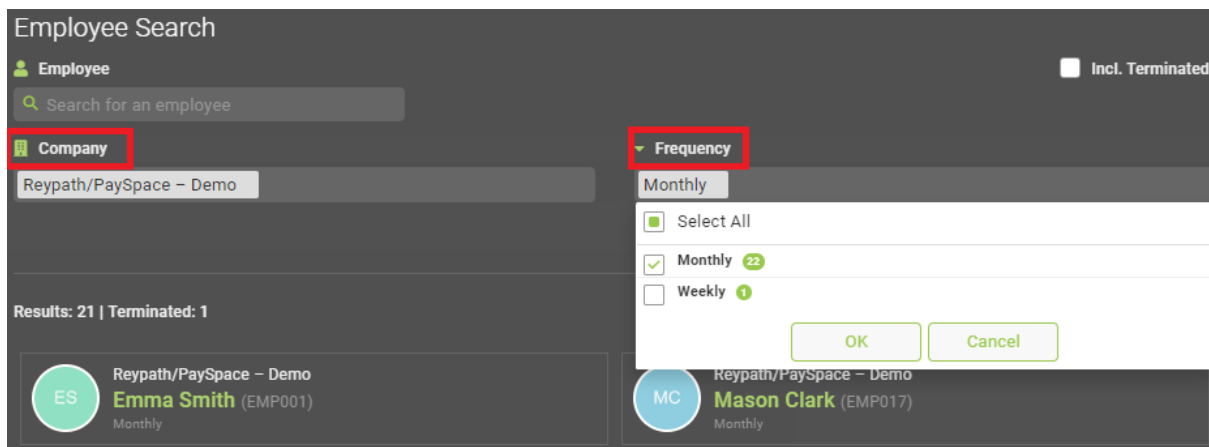 Employee Search
Employee
Incl. Terminated
Search for an employee
Company
Frequency
Reypath/PaySpace – Demo
Monthly
Select All
Monthly 22
Weekly 1
Results: 21 | Terminated: 1
OK
Cancel
ES
Reypath/PaySpace – Demo
Emma Smith (EMP001)
Monthly
MC
Reypath/PaySpace – Demo
Mason Clark (EMP017)
Monthly